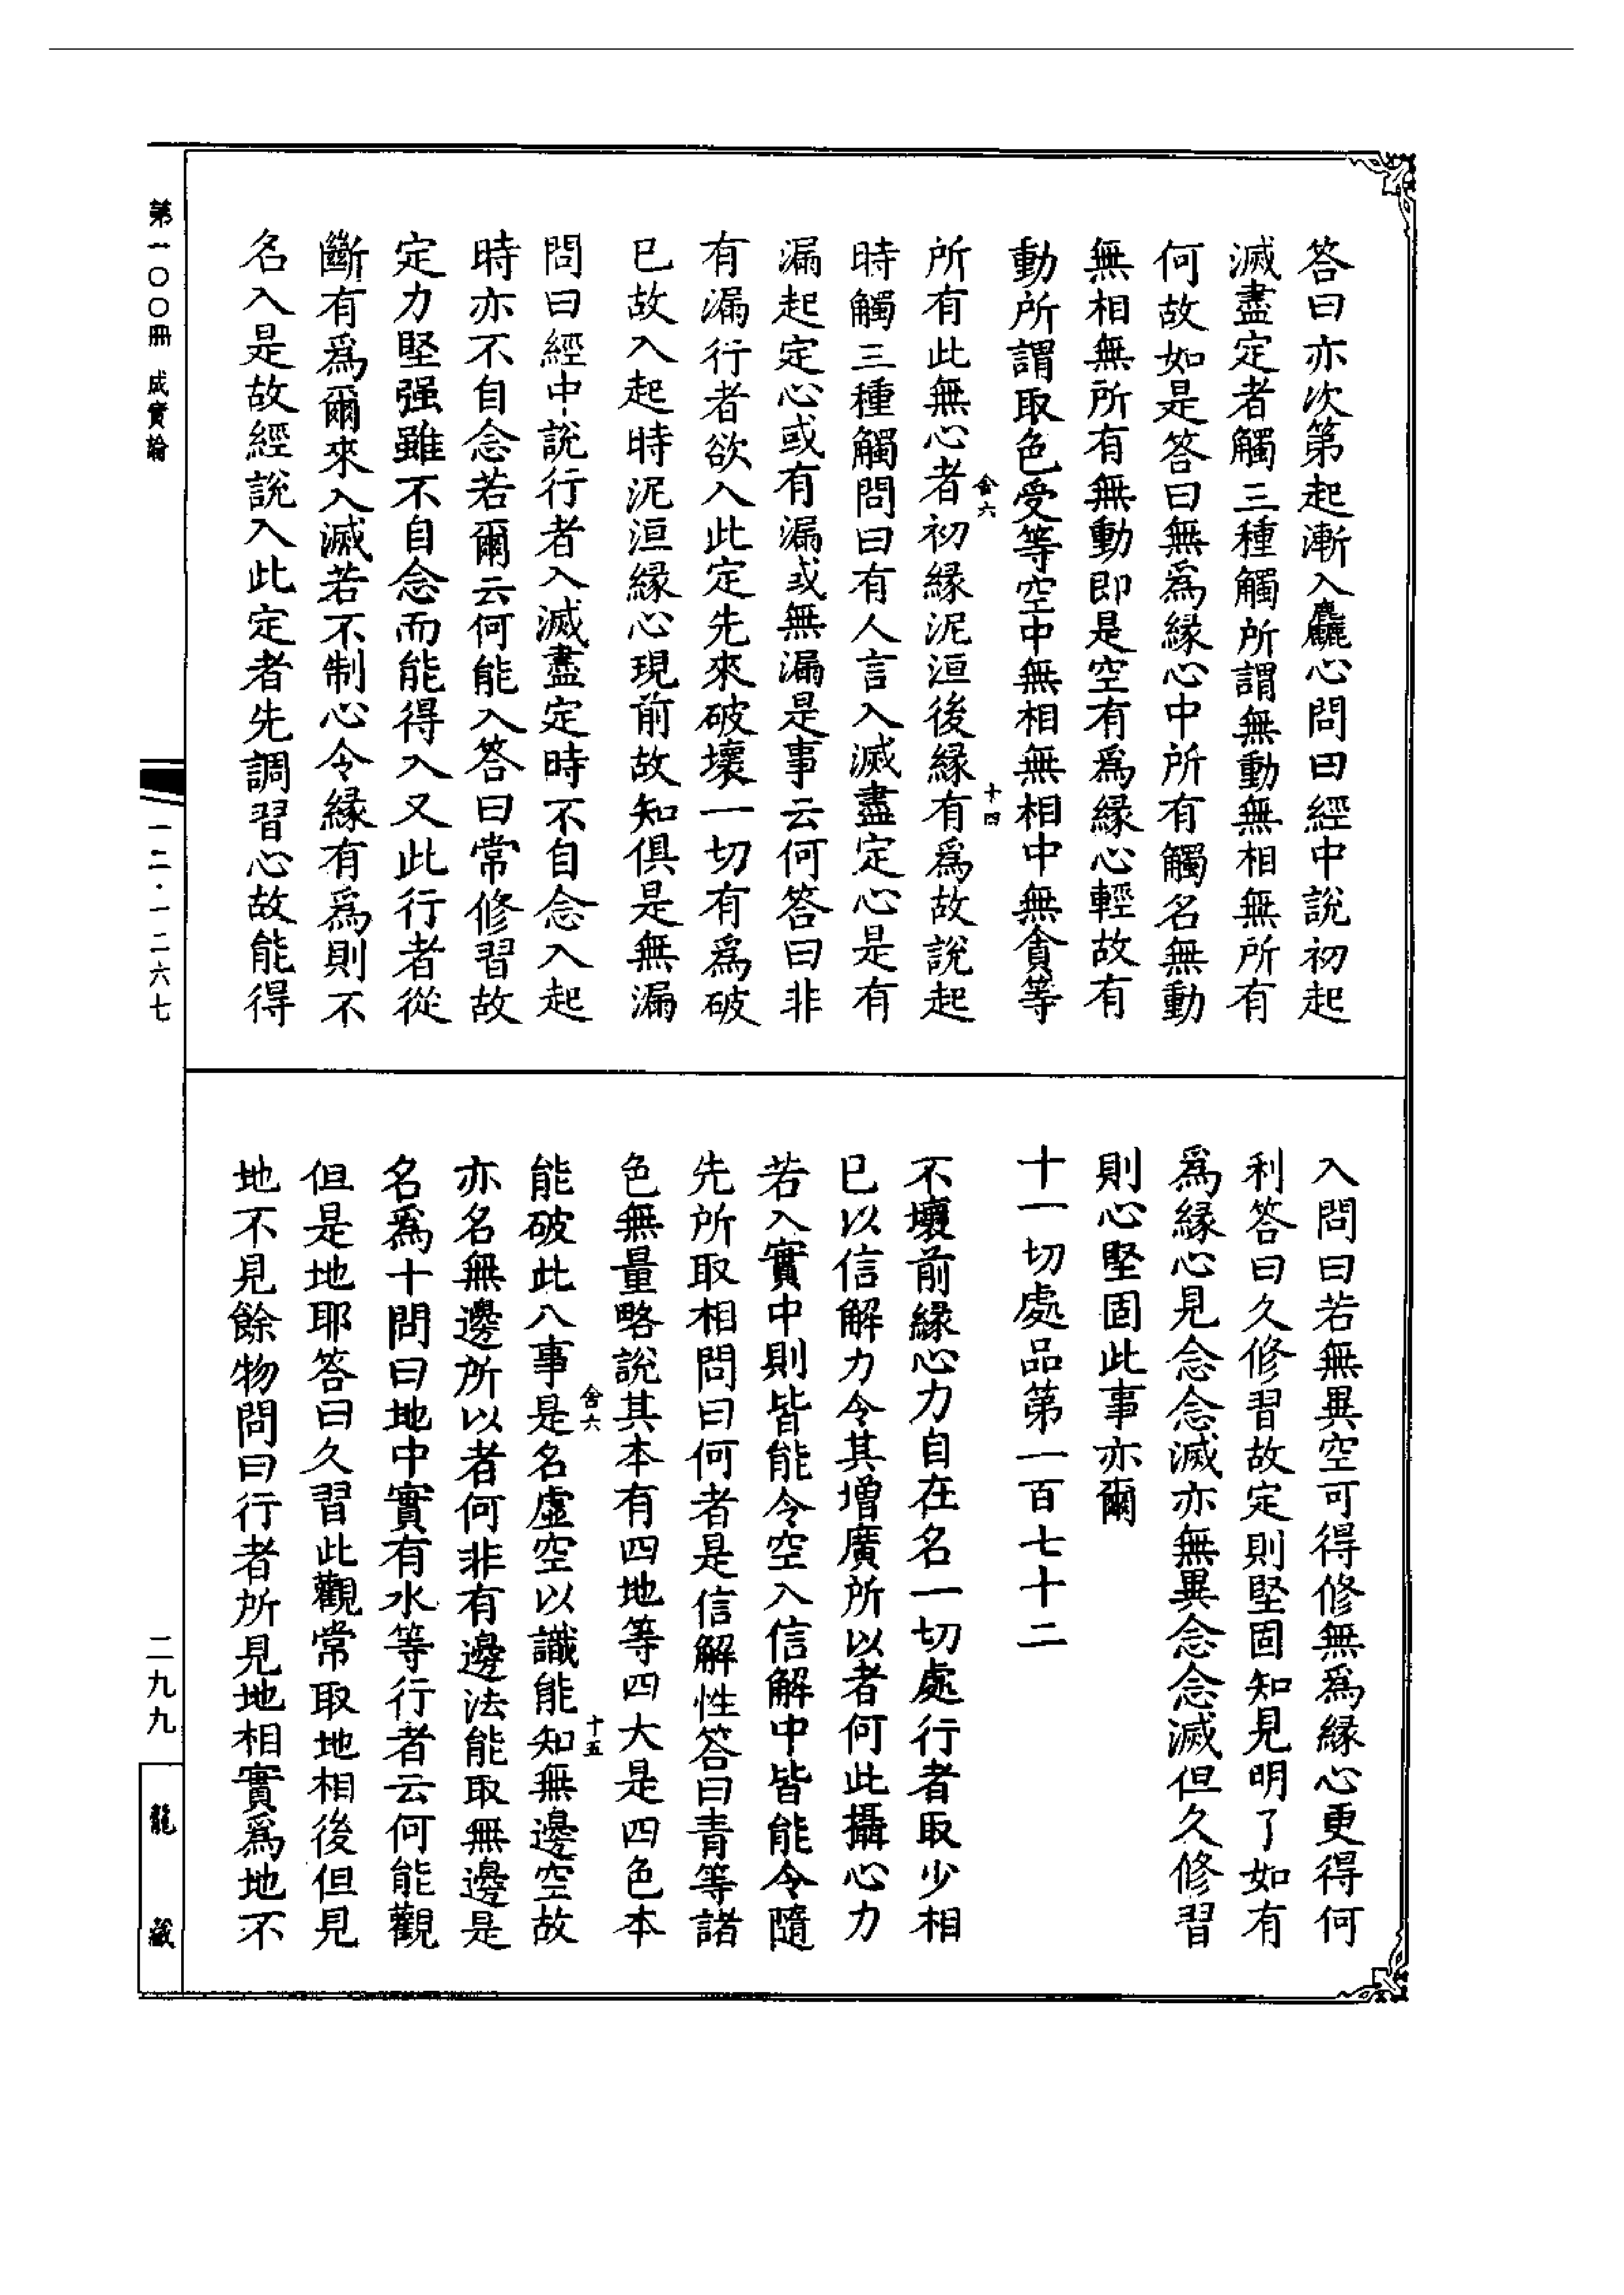 答曰亦次第起漸入麤心問曰經中說初起
滅盡定者觸三種觸所謂無動無相無所有
何故如是答曰無爲緣心中所有觸名無動
無相無所有無動即是空有爲緣心輕故有
動所謂取色受等空中無相無相中無貪等
所有此無心者初緣泥洹後緣有爲故說起
時觸三種觸問曰有人言入滅盡定心是有
漏起定心或有漏或無漏是事云何答曰非
有漏行者欲入此定先來破壞一切有爲破
已故入起時泥洹緣心現前故知俱是無漏
問曰經中說行者入滅盡定時不自念入起
時亦不自念若爾云何能入答曰常修習故
定力堅强雖不自念而能得入又此行者從
斷有爲爾來入滅若不制心令緣有爲則不
名入是故經說入此定者先調習心故能得
舍六
十四
入問曰若無異空可得修無爲緣心更得何
利答曰久修習故定則堅固知見明了如有
爲緣心見念念滅亦無異念念滅但久修習
則心堅固此事亦爾
十一切處品第一百七十二
不壞前緣心力自在名一切處行者取少相
已以信解力令其增廣所以者何此攝心力
若入實中則皆能令空入信解中皆能令隨
先所取相問曰何者是信解性答曰青等諸
色無量略說其本有四地等四大是四色本
能破此八事是名虛空以識能知無邊空故
亦名無邊所以者何非有邊法能取無邊是
名爲十問曰地中實有水等行者云何能觀
但是地耶答曰久習此觀常取地相後但見
地不見餘物問曰行者所見地相實爲地不
舍六
十五
第一〇〇冊 成實論
一二·一二六七
二九九
龍藏